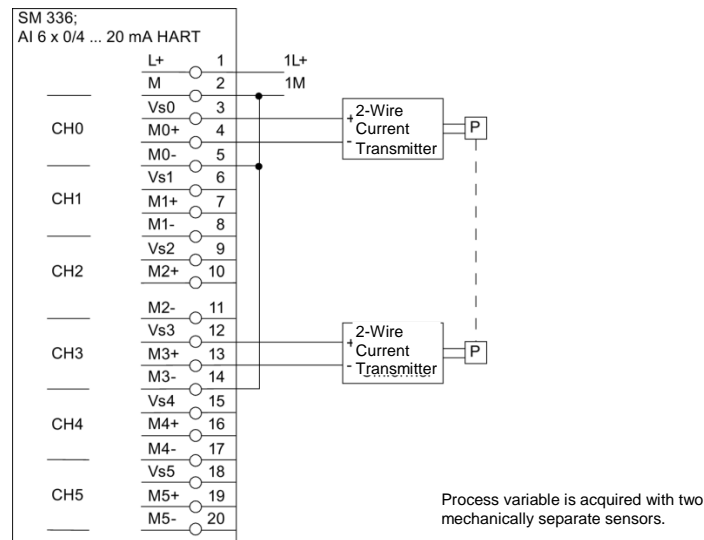 SM 336;
AI 6 x 0/4 ... 20 mA HART
L+ 1 1L+
M 2 1M
Vs0 3
CH0 M0+ 4
M0- 5
Vs1 6
CH1 M1+ 7
M1- 8
Vs2 9
CH2 M2+ 10
M2- 11
Vs3 12
CH3 M3+ 13
M3- 14
Vs4 15
CH4 M4+ 16
M4- 17
Vs5 18
CH5 M5+ 19
M5- 20
2-Wire
+ Current
- Transmitter
P
2-Wire
+ Current
- Transmitter
P
Process variable is acquired with two
mechanically separate sensors.